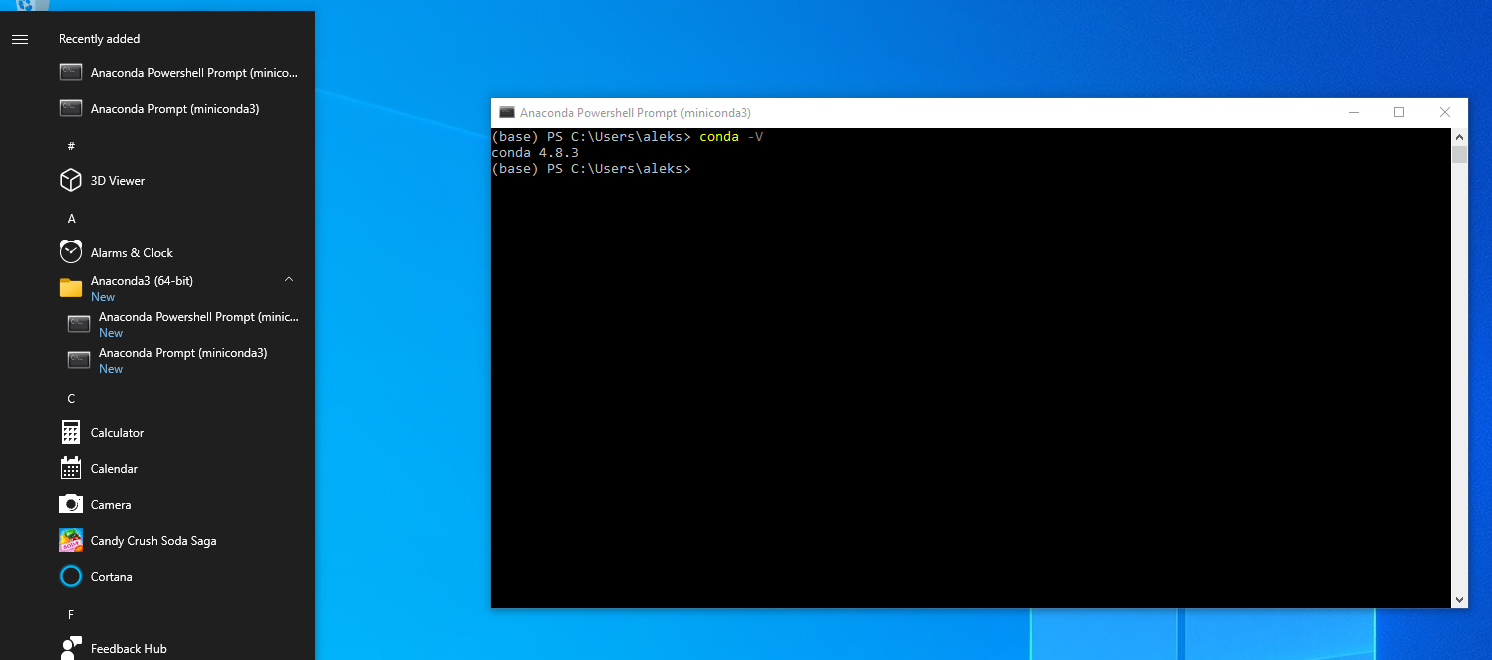 Recently added
Anaconda Powershell Prompt (minico...
Anaconda Prompt (miniconda3)
#
3D Viewer
A
Alarms & Clock
Anaconda3 (64-bit)
New
Anaconda Powershell Prompt (minic...
New
Anaconda Prompt (miniconda3)
New
C
Calculator
Calendar
Camera
Candy Crush Soda Saga
Cortana
F
Feedback Hub
Anaconda Powershell Prompt (miniconda3)
(base) PS C:\Users\aleks> conda -V
conda 4.8.3
(base) PS C:\Users\aleks>